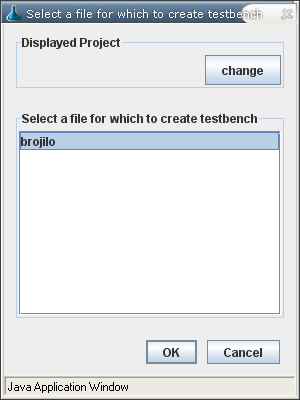 Select a file for which to create testbench
Displayed Project
change
Select a file for which to create testbench
brojilo
OK
Cancel
Java Application Window